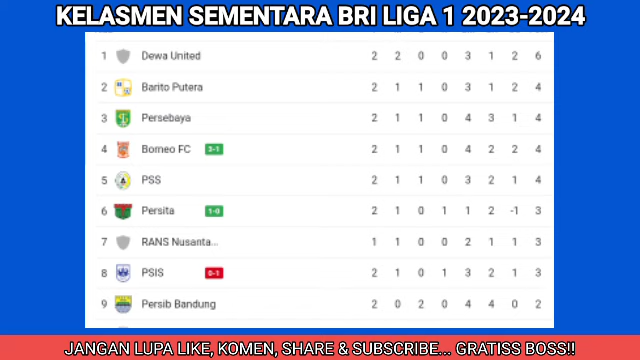 KELASMEN SEMENTARA BRI LIGA 1 2023-2024
1 Dewa United 2 2 0 0 3 1 2 6
2 Barito Putera 2 1 1 0 3 1 2 4
3 Persebaya 2 1 1 0 4 3 1 4
4 Borneo FC 3-1 2 1 1 0 4 2 2 4
5 PSS 2 1 1 0 3 2 1 4
6 Persita 1-0 2 1 0 1 1 2 -1 3
7 RANS Nusanta... 1 1 0 0 2 1 1 3
8 PSIS 0-1 2 1 0 1 3 2 1 3
9 Persib Bandung 2 0 2 0 4 4 0 2
JANGAN LUPA LIKE, KOMEN, SHARE & SUBSCRIBE... GRATISS BOSS!!